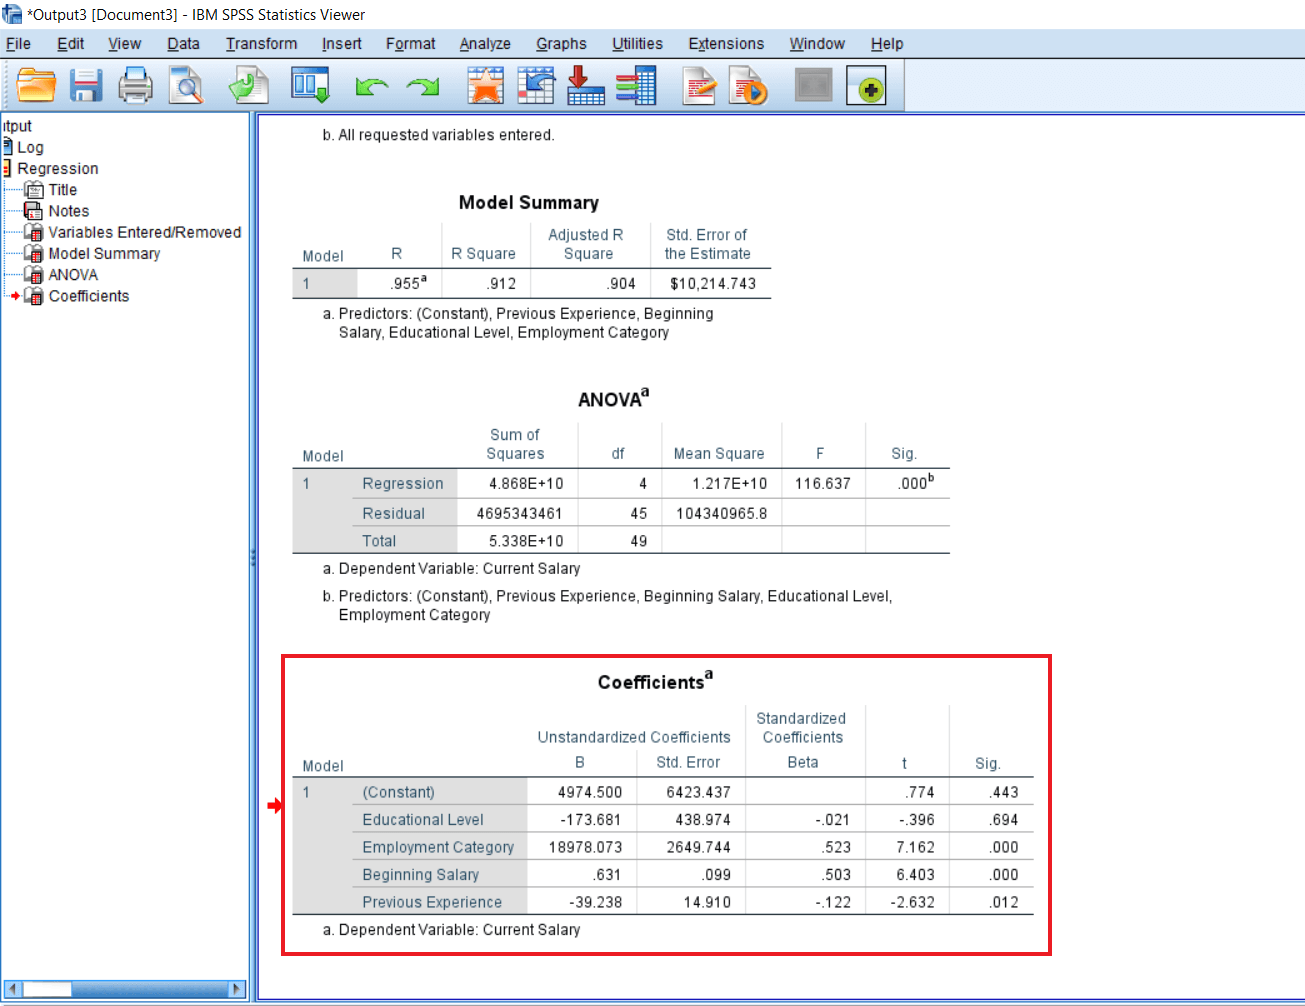 *Output3 [Document3] - IBM SPSS Statistics Viewer
File Edit View Data Transform Insert Format Analyze Graphs Utilities Extensions Window Help
itput
Log
Regression
Title
Notes
Variables Entered/Removed
Model Summary
ANOVA
Coefficients
b. All requested variables entered.
Model Summary
Model R R Square Adjusted R Square Std. Error of the Estimate
1 .955a .912 .904 $10,214.743
a. Predictors: (Constant), Previous Experience, Beginning
Salary, Educational Level, Employment Category
ANOVAa
Model Sum of Squares df Mean Square F Sig.
1 Regression 4.868E+10 4 1.217E+10 116.637 .000b
Residual 4695343461 45 104340965.8
Total 5.338E+10 49
a. Dependent Variable: Current Salary
b. Predictors: (Constant), Previous Experience, Beginning Salary, Educational Level,
Employment Category
Coefficientsa
Unstandardized Coefficients Standardized Coefficients
Model B Std. Error Beta t Sig.
1 (Constant) 4974.500 6423.437 .774 .443
Educational Level -173.681 438.974 -.021 -.396 .694
Employment Category 18978.073 2649.744 .523 7.162 .000
Beginning Salary .631 .099 .503 6.403 .000
Previous Experience -39.238 14.910 -.122 -2.632 .012
a. Dependent Variable: Current Salary